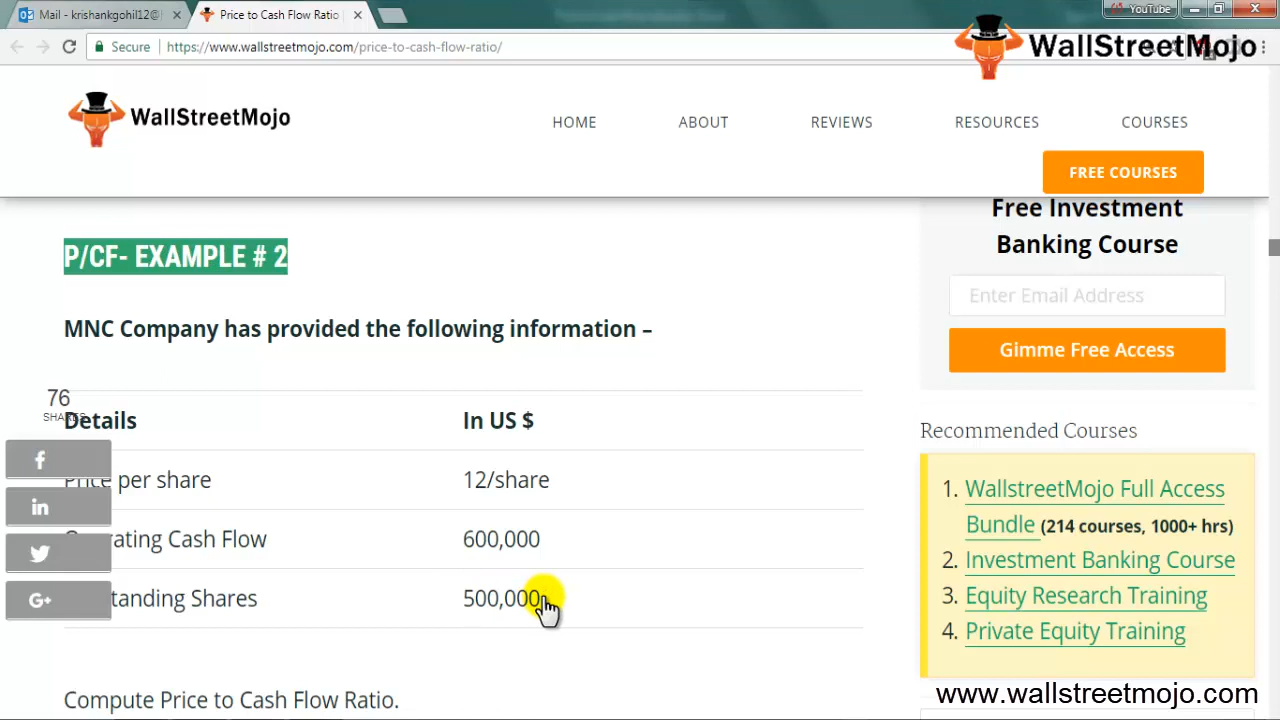 Mail - krishankgohil12@
Price to Cash Flow Ratio
YouTube
Secure
https://www.wallstreetmojo.com/price-to-cash-flow-ratio/
WallStreetMojo
WallStreetMojo
HOME
ABOUT
REVIEWS
RESOURCES
COURSES
FREE COURSES
P/CF- EXAMPLE # 2
MNC Company has provided the following information –
76
SHARES
Details In US $
Price per share 12/share
Operating Cash Flow 600,000
standing Shares 500,000
Compute Price to Cash Flow Ratio.
Free Investment
Banking Course
Enter Email Address
Gimme Free Access
Recommended Courses
1. WallstreetMojo Full Access
Bundle (214 courses, 1000+ hrs)
2. Investment Banking Course
3. Equity Research Training
4. Private Equity Training
www.wallstreetmojo.com